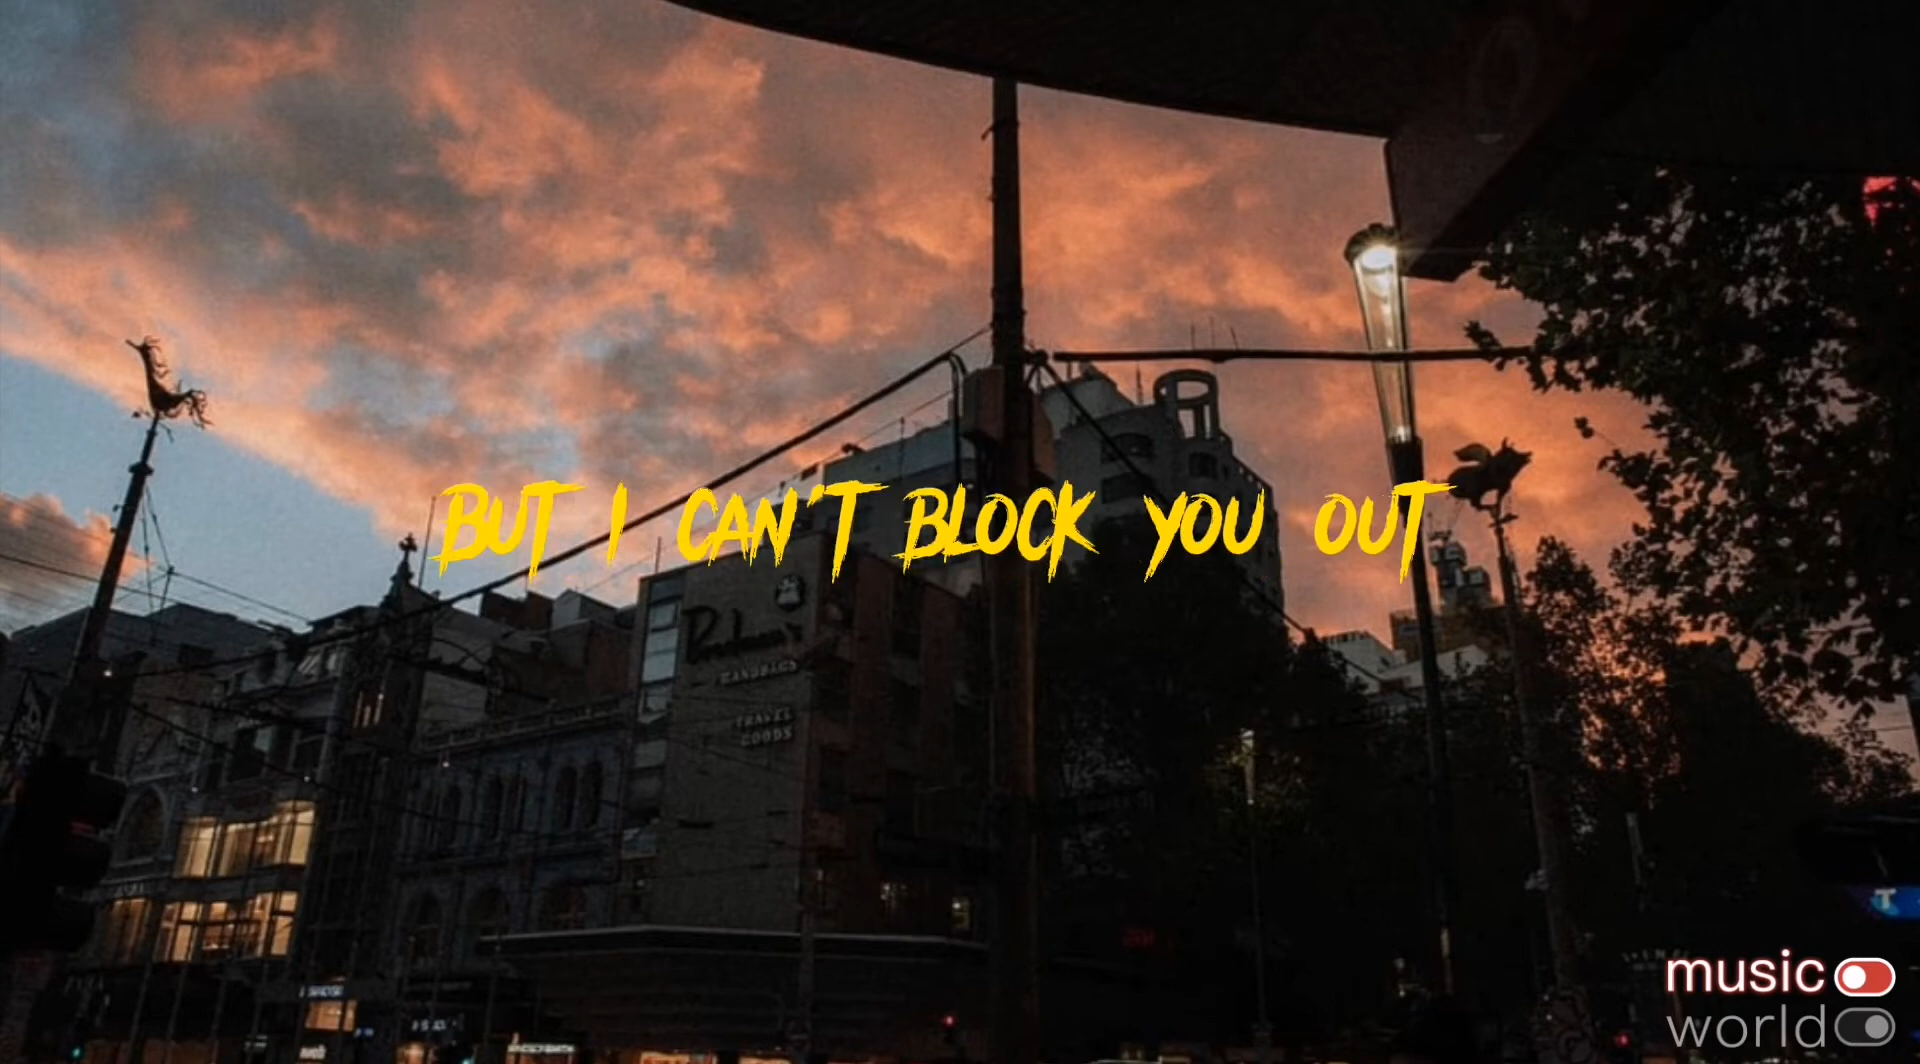 BUT I CAN'T BLOCK YOU OUT
HANDBAGS
TRAVEL
GOODS
T
music
world